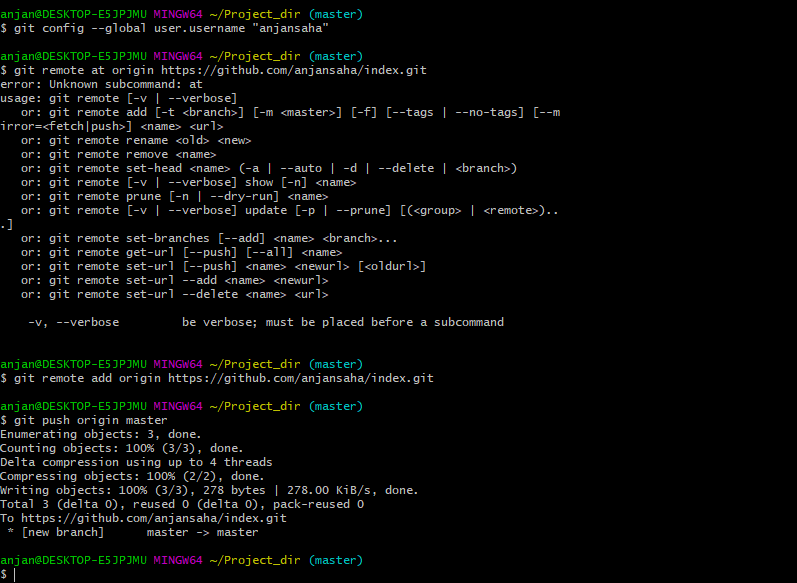 anjan@DESKTOP-E5JPJMU MINGW64 ~/Project_dir (master)
$ git config --global user.username "anjansaha"
anjan@DESKTOP-E5JPJMU MINGW64 ~/Project_dir (master)
$ git remote at origin https://github.com/anjansaha/index.git
error: Unknown subcommand: at
usage: git remote [-v | --verbose]
   or: git remote add [-t <branch>] [-m <master>] [-f] [--tags | --no-tags] [--m
irror=<fetch|push>] <name> <url>
   or: git remote rename <old> <new>
   or: git remote remove <name>
   or: git remote set-head <name> (-a | --auto | -d | --delete | <branch>)
   or: git remote [-v | --verbose] show [-n] <name>
   or: git remote prune [-n | --dry-run] <name>
   or: git remote [-v | --verbose] update [-p | --prune] [(<group> | <remote>)..
.]
   or: git remote set-branches [--add] <name> <branch>...
   or: git remote get-url [--push] [--all] <name>
   or: git remote set-url [--push] <name> <newurl> [<oldurl>]
   or: git remote set-url --add <name> <newurl>
   or: git remote set-url --delete <name> <url>
    -v, --verbose         be verbose; must be placed before a subcommand
anjan@DESKTOP-E5JPJMU MINGW64 ~/Project_dir (master)
$ git remote add origin https://github.com/anjansaha/index.git
anjan@DESKTOP-E5JPJMU MINGW64 ~/Project_dir (master)
$ git push origin master
Enumerating objects: 3, done.
Counting objects: 100% (3/3), done.
Delta compression using up to 4 threads
Compressing objects: 100% (2/2), done.
Writing objects: 100% (3/3), 278 bytes | 278.00 KiB/s, done.
Total 3 (delta 0), reused 0 (delta 0), pack-reused 0
To https://github.com/anjansaha/index.git
 * [new branch]      master -> master
anjan@DESKTOP-E5JPJMU MINGW64 ~/Project_dir (master)
$